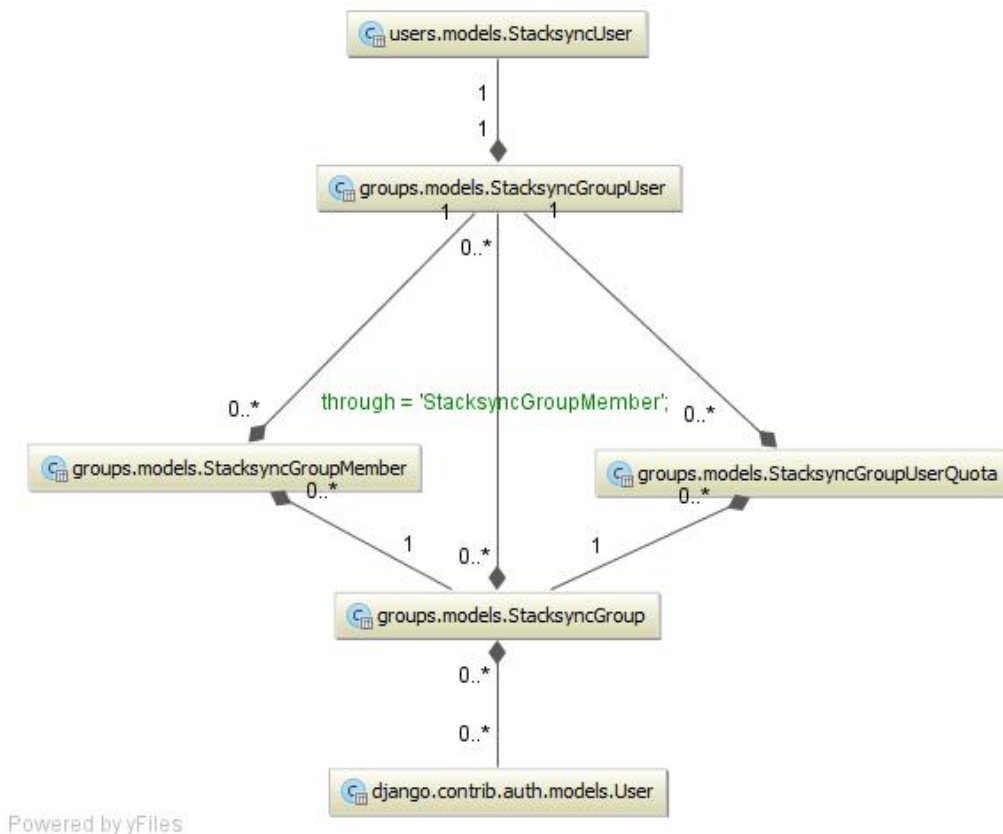 users.models.StacksyncUser
1
1
groups.models.StacksyncGroupUser
1
1
0..*
through = 'StacksyncGroupMember';
0..*
0..*
groups.models.StacksyncGroupMember
groups.models.StacksyncGroupUserQuota
0..*
0..*
1
1
0..*
groups.models.StacksyncGroup
0..*
0..*
django.contrib.auth.models.User
Powered by yFiles